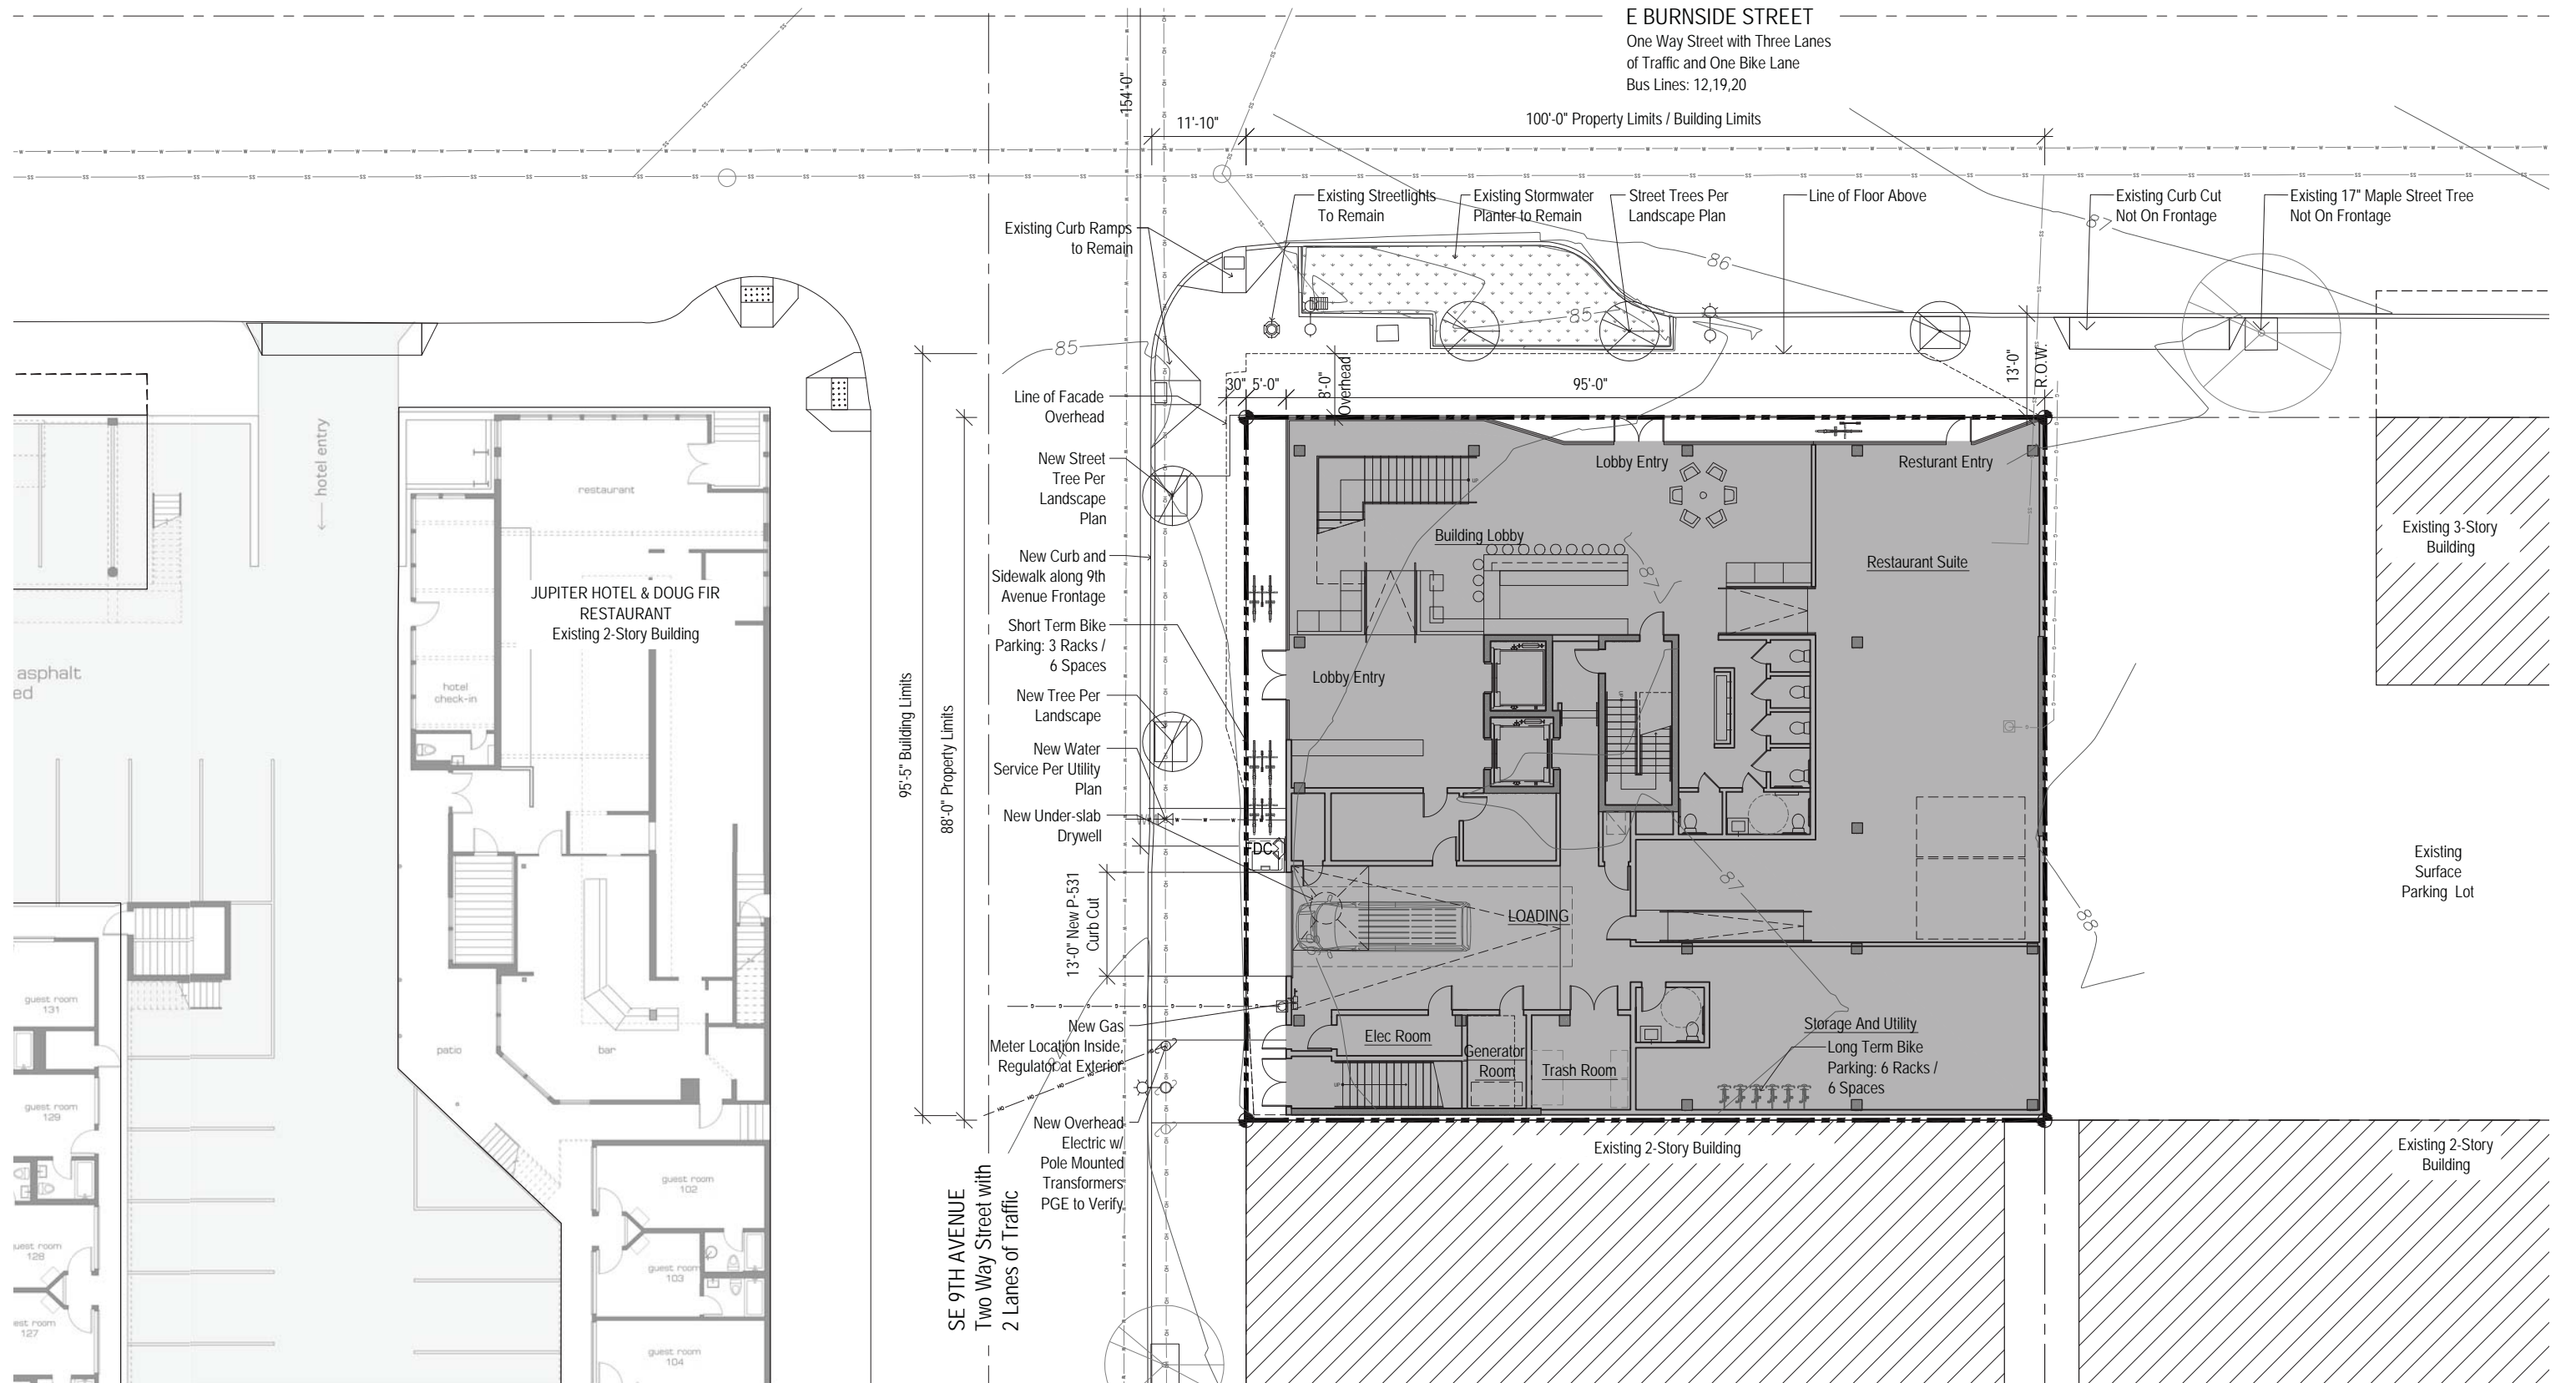 E BURNSIDE STREET
One Way Street with Three Lanes
of Traffic and One Bike Lane
Bus Lines: 12,19,20
154'-0"
11'-10"
100'-0" Property Limits / Building Limits
Existing Streetlights
To Remain
Existing Stormwater
Planter to Remain
Street Trees Per
Landscape Plan
Line of Floor Above
Existing Curb Cut
Not On Frontage
Existing 17" Maple Street Tree
Not On Frontage
Existing Curb Ramps
to Remain
87
86
85
85
30"
5'-0"
8'-0"
Overhead
95'-0"
13'-0"
R.O.W.
Line of Facade
Overhead
New Street
Tree Per
Landscape
Plan
New Curb and
Sidewalk along 9th
Avenue Frontage
Short Term Bike
Parking: 3 Racks /
6 Spaces
New Tree Per
Landscape
New Water
Service Per Utility
Plan
New Under-slab
Drywell
13'-0" New P-531
Curb Cut
New Gas
Meter Location Inside,
Regulator at Exterior
84
New Overhead
Electric w/
Pole Mounted
Transformers
PGE to Verify
95'-5" Building Limits
88'-0" Property Limits
SE 9TH AVENUE
Two Way Street with
2 Lanes of Traffic
hotel entry
restaurant
JUPITER HOTEL & DOUG FIR
RESTAURANT
Existing 2-Story Building
hotel
check-in
asphalt
ed
patio
bar
guest room
131
guest room
129
guest room
128
guest room
127
guest room
102
guest room
103
guest room
104
Lobby Entry
Resturant Entry
UP
Building Lobby
Restaurant Suite
87
Lobby Entry
UP
FDC
LOADING
87
Elec Room
Generator
Room
Trash Room
UP
Storage And Utility
Long Term Bike
Parking: 6 Racks /
6 Spaces
Existing 3-Story
Building
Existing
Surface
Parking Lot
88
Existing 2-Story Building
Existing 2-Story
Building